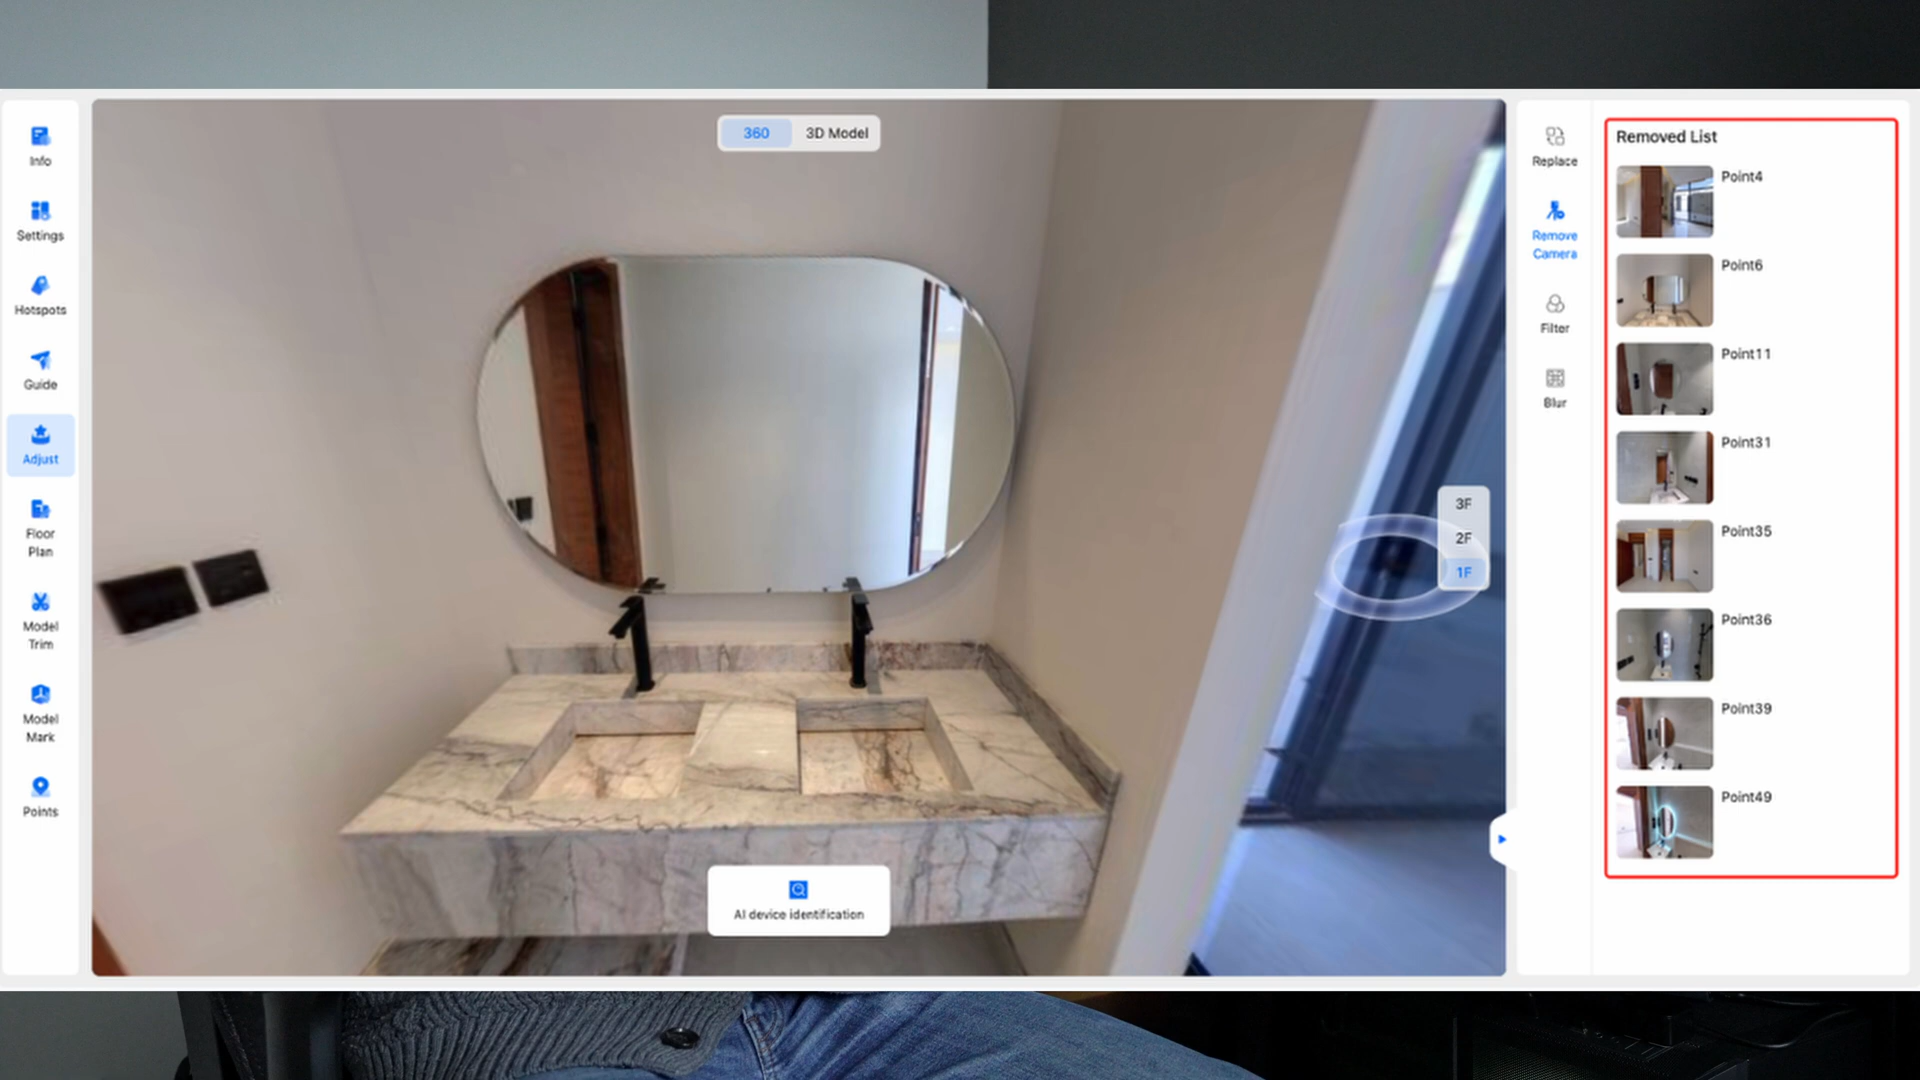 Info
Settings
Hotspots
Guide
Adjust
Floor
Plan
Model
Trim
Model
Mark
Points
360
3D Model
3F
2F
1F
AI device identification
Replace
Remove
Camera
Filter
Blur
Removed List
Point4
Point6
Point11
Point31
Point35
Point36
Point39
Point49